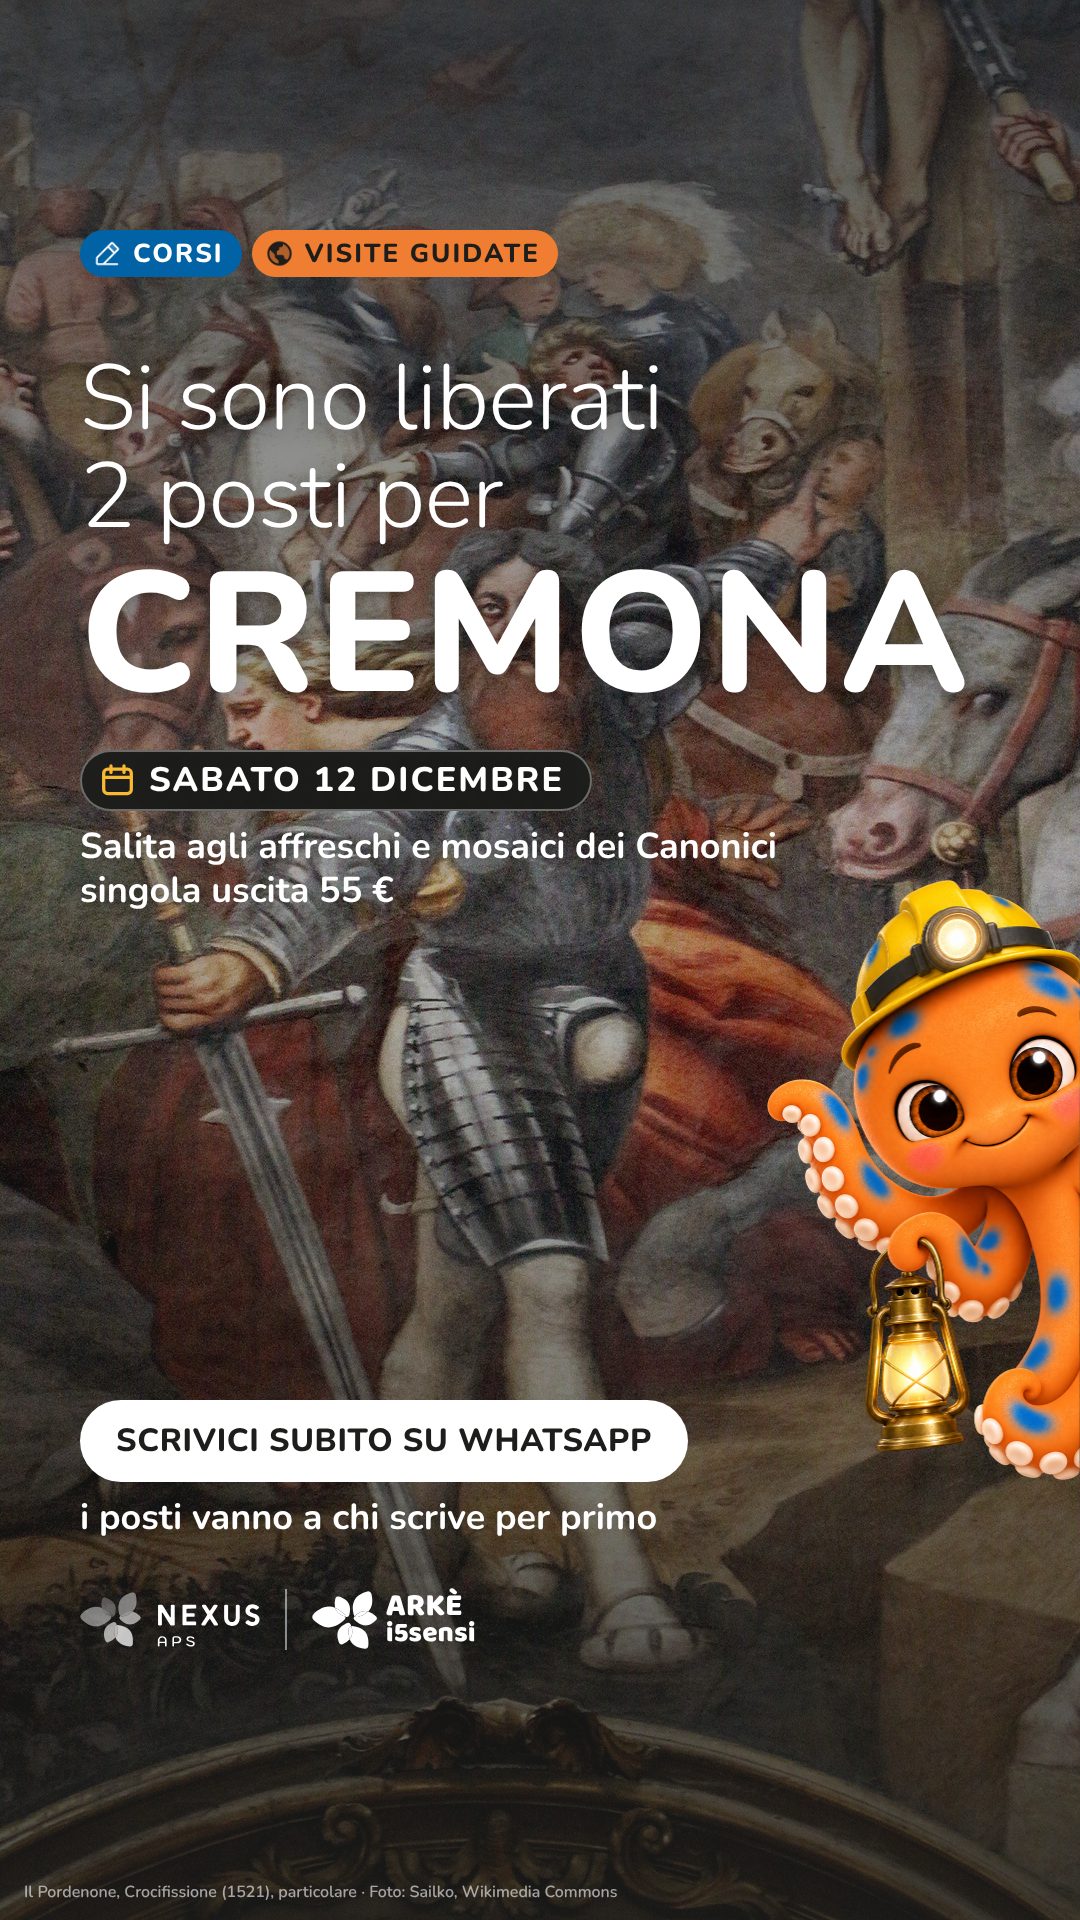 CORSI
VISITE GUIDATE
Si sono liberati
2 posti per
CREMONA
SABATO 12 DICEMBRE
Salita agli affreschi e mosaici dei Canonici
singola uscita 55 €
SCRIVICI SUBITO SU WHATSAPP
i posti vanno a chi scrive per primo
NEXUS
APS
ARKÈ
i5sensi
Il Pordenone, Crocifissione (1521), particolare · Foto: Sailko, Wikimedia Commons